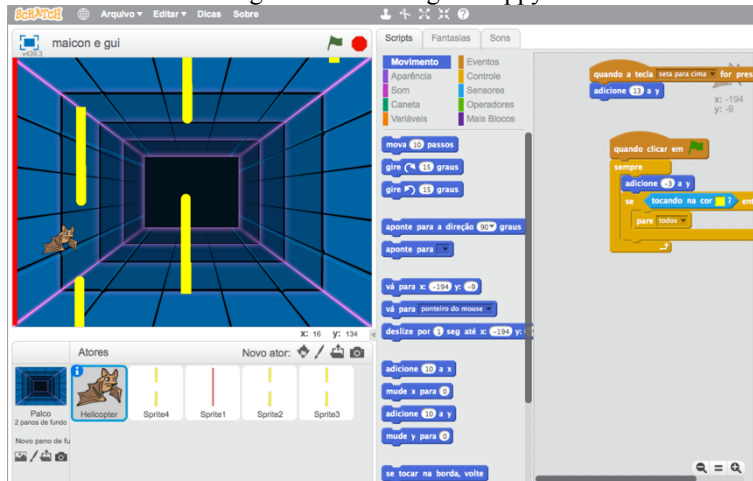 SCRATCH Arquivo Editar Dicas Sobre
maicon e gui
v439.3
x: 16 y: 134
Atores Novo ator:
Palco
2 panos de fundo
Novo pano de fu
Helicopter
Sprite4
Sprite1
Sprite2
Sprite3
Scripts Fantasias Sons
Movimento Eventos
Aparência Controle
Som Sensores
Caneta Operadores
Variáveis Mais Blocos
mova 10 passos
gire 15 graus
gire 15 graus
aponte para a direção 90 graus
aponte para
vá para x: -194 y: -9
vá para ponteiro do mouse
deslize por 1 seg até x: -194 y:
adicione 10 a x
mude x para 0
adicione 10 a y
mude y para 0
se tocar na borda, volte
quando a tecla seta para cima for pres
adicione 13 a y
x: -194
y: -9
quando clicar em
sempre
adicione -3 a y
se tocando na cor ? ent
pare todos